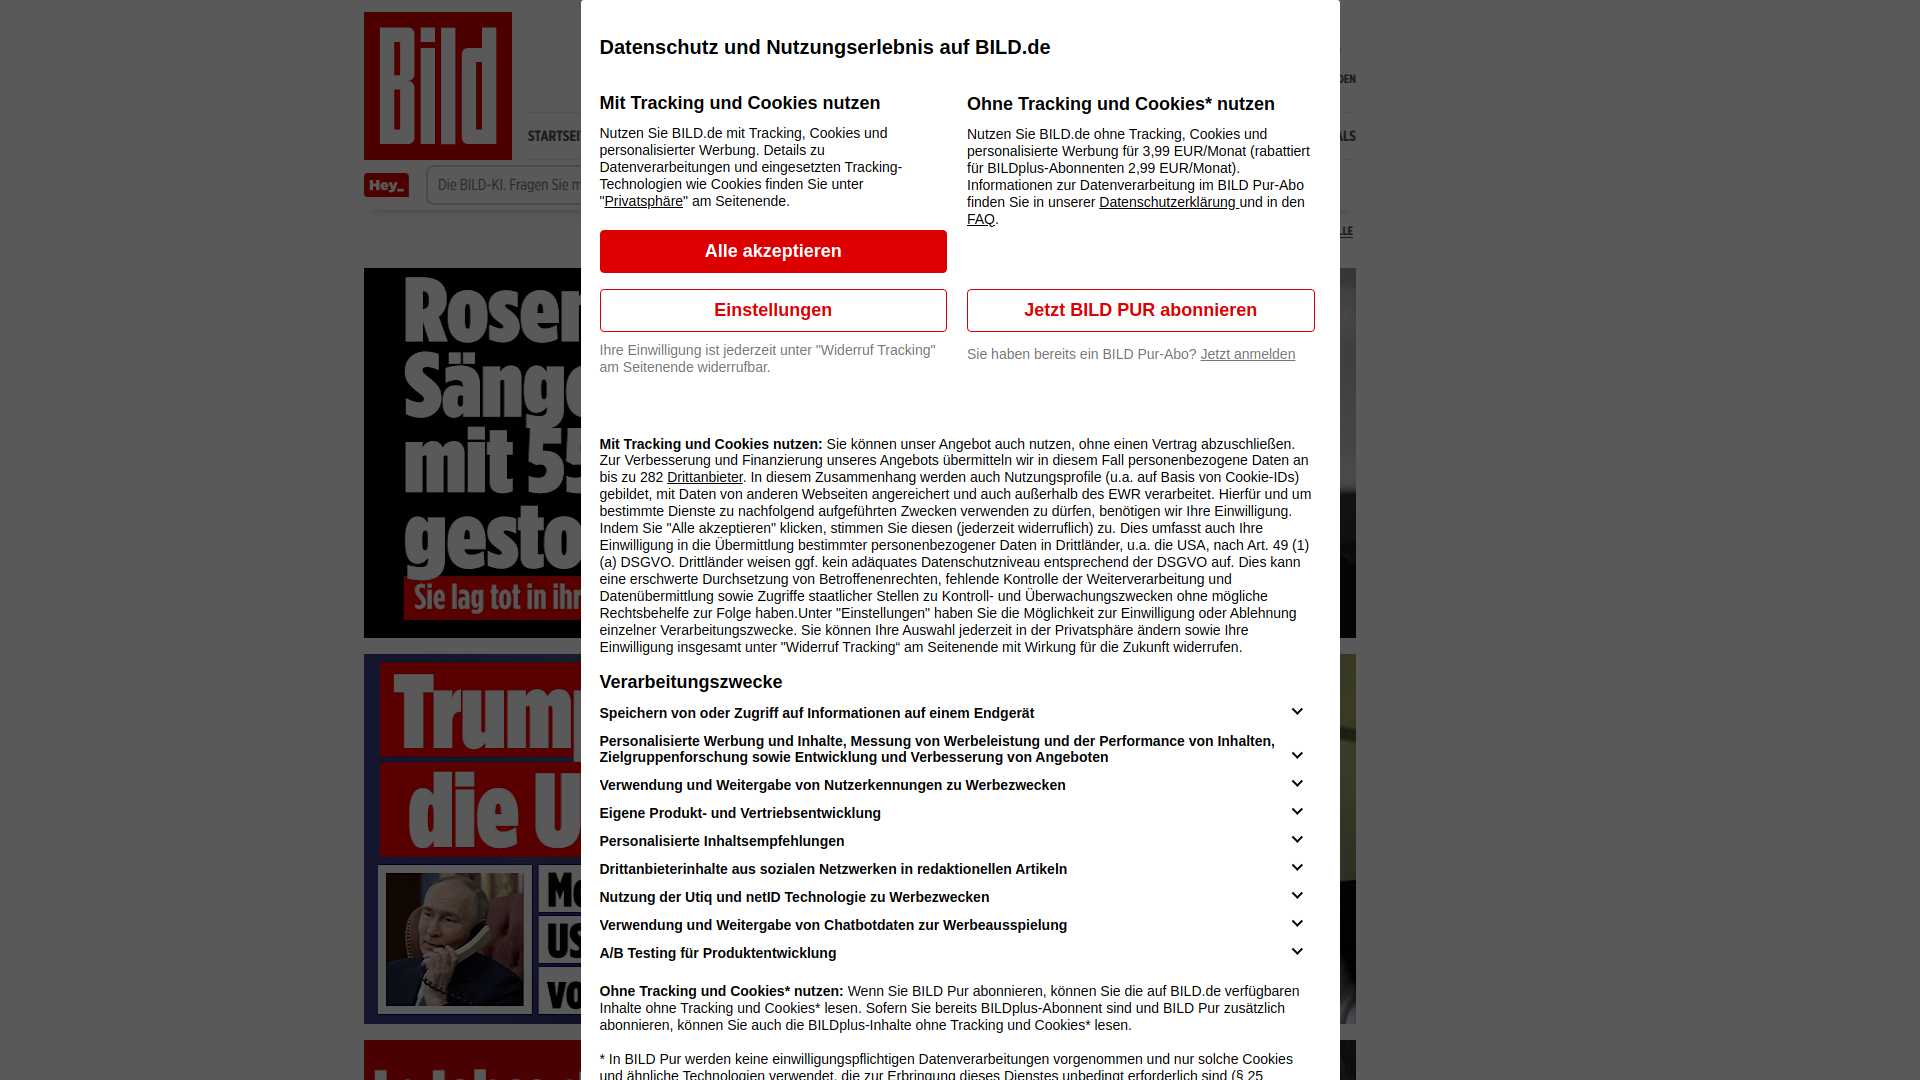 Bild
DEN
STARTSEI
ALS
Hey_
Die BILD-KI. Fragen Sie m
LLE
Rosen
Sänge
mit 55
gesto
Sie lag tot in ihr
Trump
die U
US
vo
Datenschutz und Nutzungserlebnis auf BILD.de
Mit Tracking und Cookies nutzen
Nutzen Sie BILD.de mit Tracking, Cookies und
personalisierter Werbung. Details zu
Datenverarbeitungen und eingesetzten Tracking-
Technologien wie Cookies finden Sie unter
"Privatsphäre" am Seitenende.
Alle akzeptieren
Einstellungen
Ihre Einwilligung ist jederzeit unter "Widerruf Tracking"
am Seitenende widerrufbar.
Ohne Tracking und Cookies* nutzen
Nutzen Sie BILD.de ohne Tracking, Cookies und
personalisierte Werbung für 3,99 EUR/Monat (rabattiert
für BILDplus-Abonnenten 2,99 EUR/Monat).
Informationen zur Datenverarbeitung im BILD Pur-Abo
finden Sie in unserer Datenschutzerklärung und in den
FAQ.
Jetzt BILD PUR abonnieren
Sie haben bereits ein BILD Pur-Abo? Jetzt anmelden
Mit Tracking und Cookies nutzen: Sie können unser Angebot auch nutzen, ohne einen Vertrag abzuschließen.
Zur Verbesserung und Finanzierung unseres Angebots übermitteln wir in diesem Fall personenbezogene Daten an
bis zu 282 Drittanbieter. In diesem Zusammenhang werden auch Nutzungsprofile (u.a. auf Basis von Cookie-IDs)
gebildet, mit Daten von anderen Webseiten angereichert und auch außerhalb des EWR verarbeitet. Hierfür und um
bestimmte Dienste zu nachfolgend aufgeführten Zwecken verwenden zu dürfen, benötigen wir Ihre Einwilligung.
Indem Sie "Alle akzeptieren" klicken, stimmen Sie diesen (jederzeit widerruflich) zu. Dies umfasst auch Ihre
Einwilligung in die Übermittlung bestimmter personenbezogener Daten in Drittländer, u.a. die USA, nach Art. 49 (1)
(a) DSGVO. Drittländer weisen ggf. kein adäquates Datenschutzniveau entsprechend der DSGVO auf. Dies kann
eine erschwerte Durchsetzung von Betroffenenrechten, fehlende Kontrolle der Weiterverarbeitung und
Datenübermittlung sowie Zugriffe staatlicher Stellen zu Kontroll- und Überwachungszwecken ohne mögliche
Rechtsbehelfe zur Folge haben.Unter "Einstellungen" haben Sie die Möglichkeit zur Einwilligung oder Ablehnung
einzelner Verarbeitungszwecke. Sie können Ihre Auswahl jederzeit in der Privatsphäre ändern sowie Ihre
Einwilligung insgesamt unter "Widerruf Tracking“ am Seitenende mit Wirkung für die Zukunft widerrufen.
Verarbeitungszwecke
Speichern von oder Zugriff auf Informationen auf einem Endgerät
Personalisierte Werbung und Inhalte, Messung von Werbeleistung und der Performance von Inhalten,
Zielgruppenforschung sowie Entwicklung und Verbesserung von Angeboten
Verwendung und Weitergabe von Nutzerkennungen zu Werbezwecken
Eigene Produkt- und Vertriebsentwicklung
Personalisierte Inhaltsempfehlungen
Drittanbieterinhalte aus sozialen Netzwerken in redaktionellen Artikeln
Nutzung der Utiq und netID Technologie zu Werbezwecken
Verwendung und Weitergabe von Chatbotdaten zur Werbeausspielung
A/B Testing für Produktentwicklung
Ohne Tracking und Cookies* nutzen: Wenn Sie BILD Pur abonnieren, können Sie die auf BILD.de verfügbaren
Inhalte ohne Tracking und Cookies* lesen. Sofern Sie bereits BILDplus-Abonnent sind und BILD Pur zusätzlich
abonnieren, können Sie auch die BILDplus-Inhalte ohne Tracking und Cookies* lesen.
* In BILD Pur werden keine einwilligungspflichtigen Datenverarbeitungen vorgenommen und nur solche Cookies
und ähnliche Technologien verwendet, die zur Erbringung dieses Dienstes unbedingt erforderlich sind (§ 25